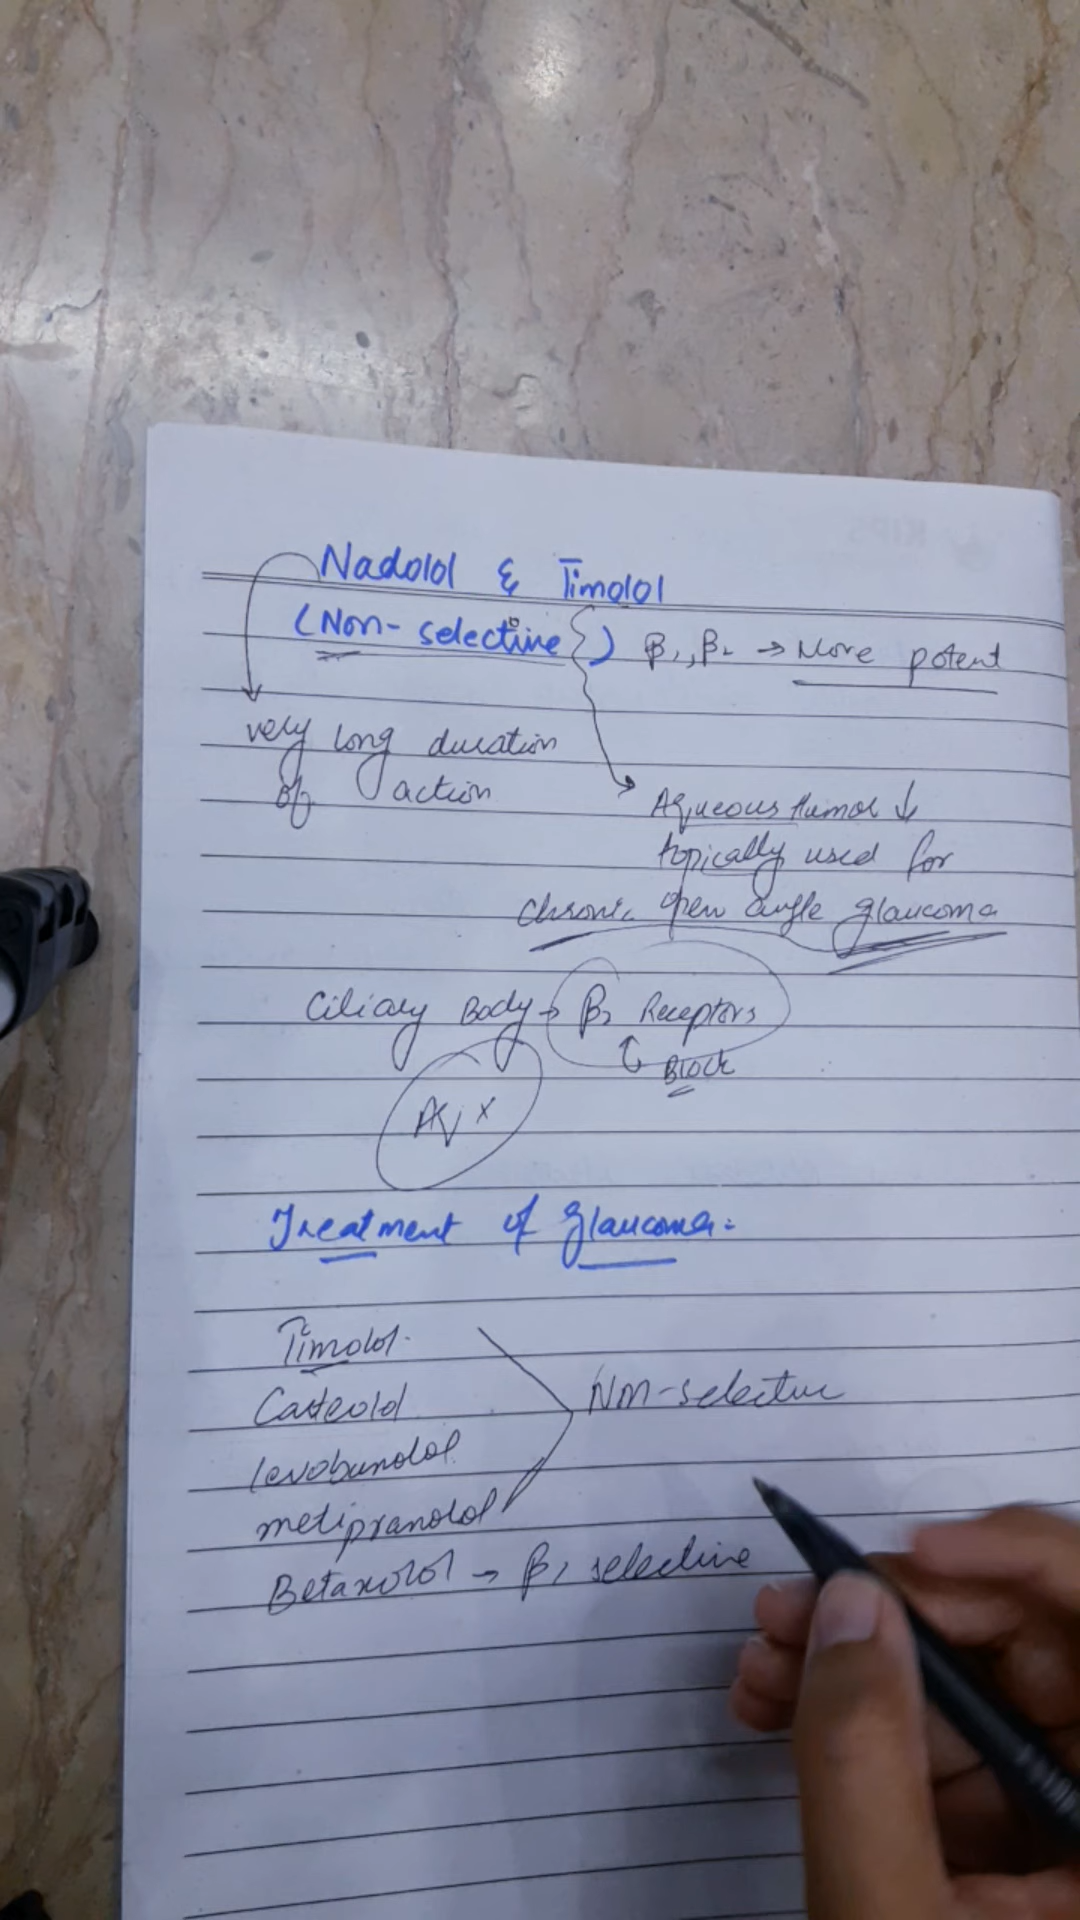 Nadolol & Timolol
(Non-selective) β1, β2 → More potent
very long duration
of action
Aqueous Humor ↓
topically used for
chronic open angle glaucoma
Ciliary Body → β2 Receptors
Block
Aq x
Treatment of Glaucoma:
Timolol.
Carteold
levobunolol
metipranolol
Non-selective
Betaxolol → β1 selective